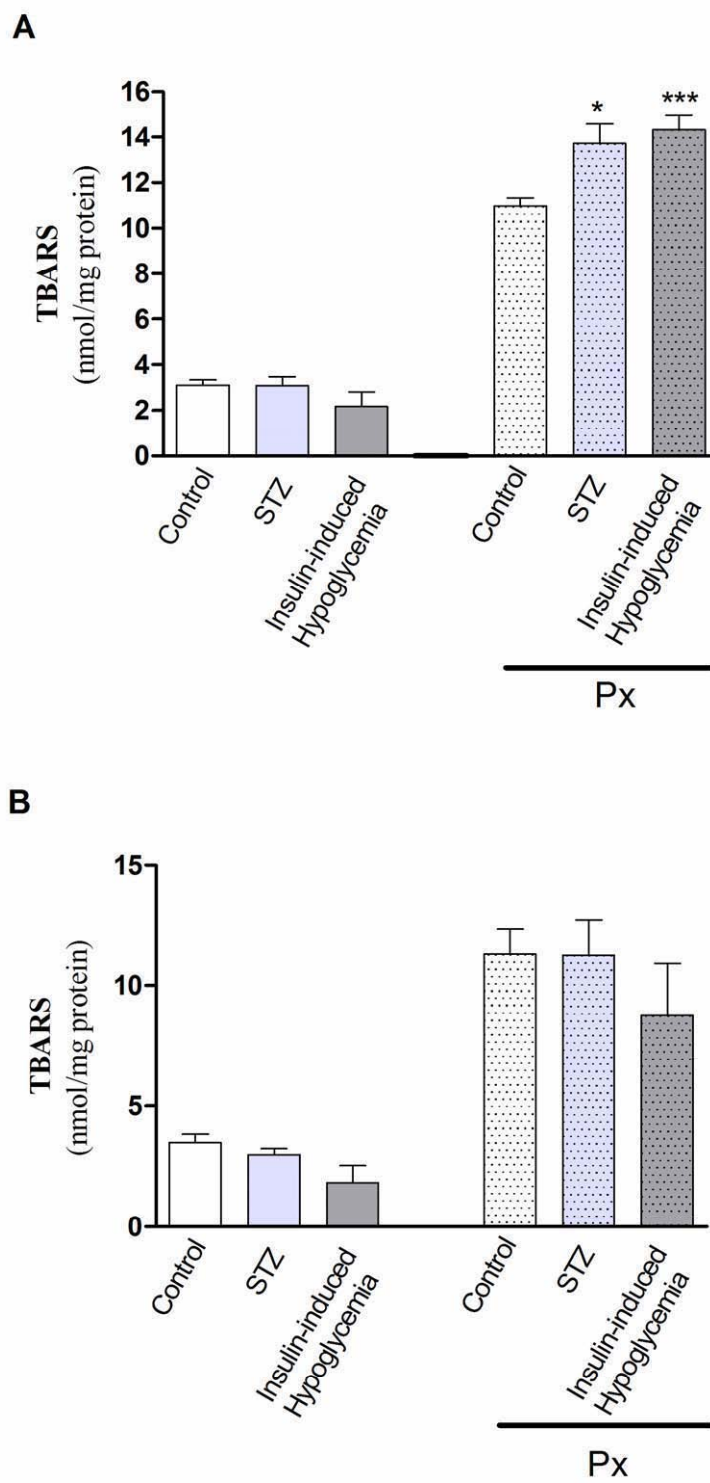 A
TBARS
(nmol/mg protein)
16
14
12
10
8
6
4
2
0
*
***
Control
STZ
Insulin-induced
Hypoglycemia
Control
STZ
Insulin-induced
Hypoglycemia
Px
B
TBARS
(nmol/mg protein)
15
10
5
0
Control
STZ
Insulin-induced
Hypoglycemia
Control
STZ
Insulin-induced
Hypoglycemia
Px